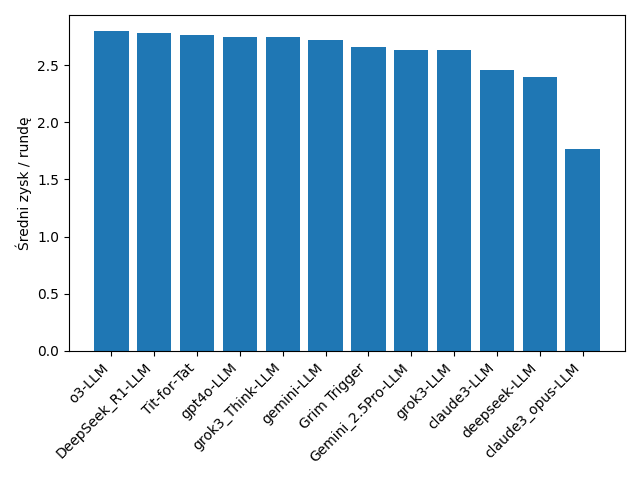 Średni zysk / rundę
2.5
2.0
1.5
1.0
0.5
0.0
o3-LLM
DeepSeek_R1-LLM
Tit-for-Tat
gpt4o-LLM
grok3_Think-LLM
gemini-LLM
Grim Trigger
Gemini_2.5Pro-LLM
grok3-LLM
claude3-LLM
deepseek-LLM
claude3_opus-LLM